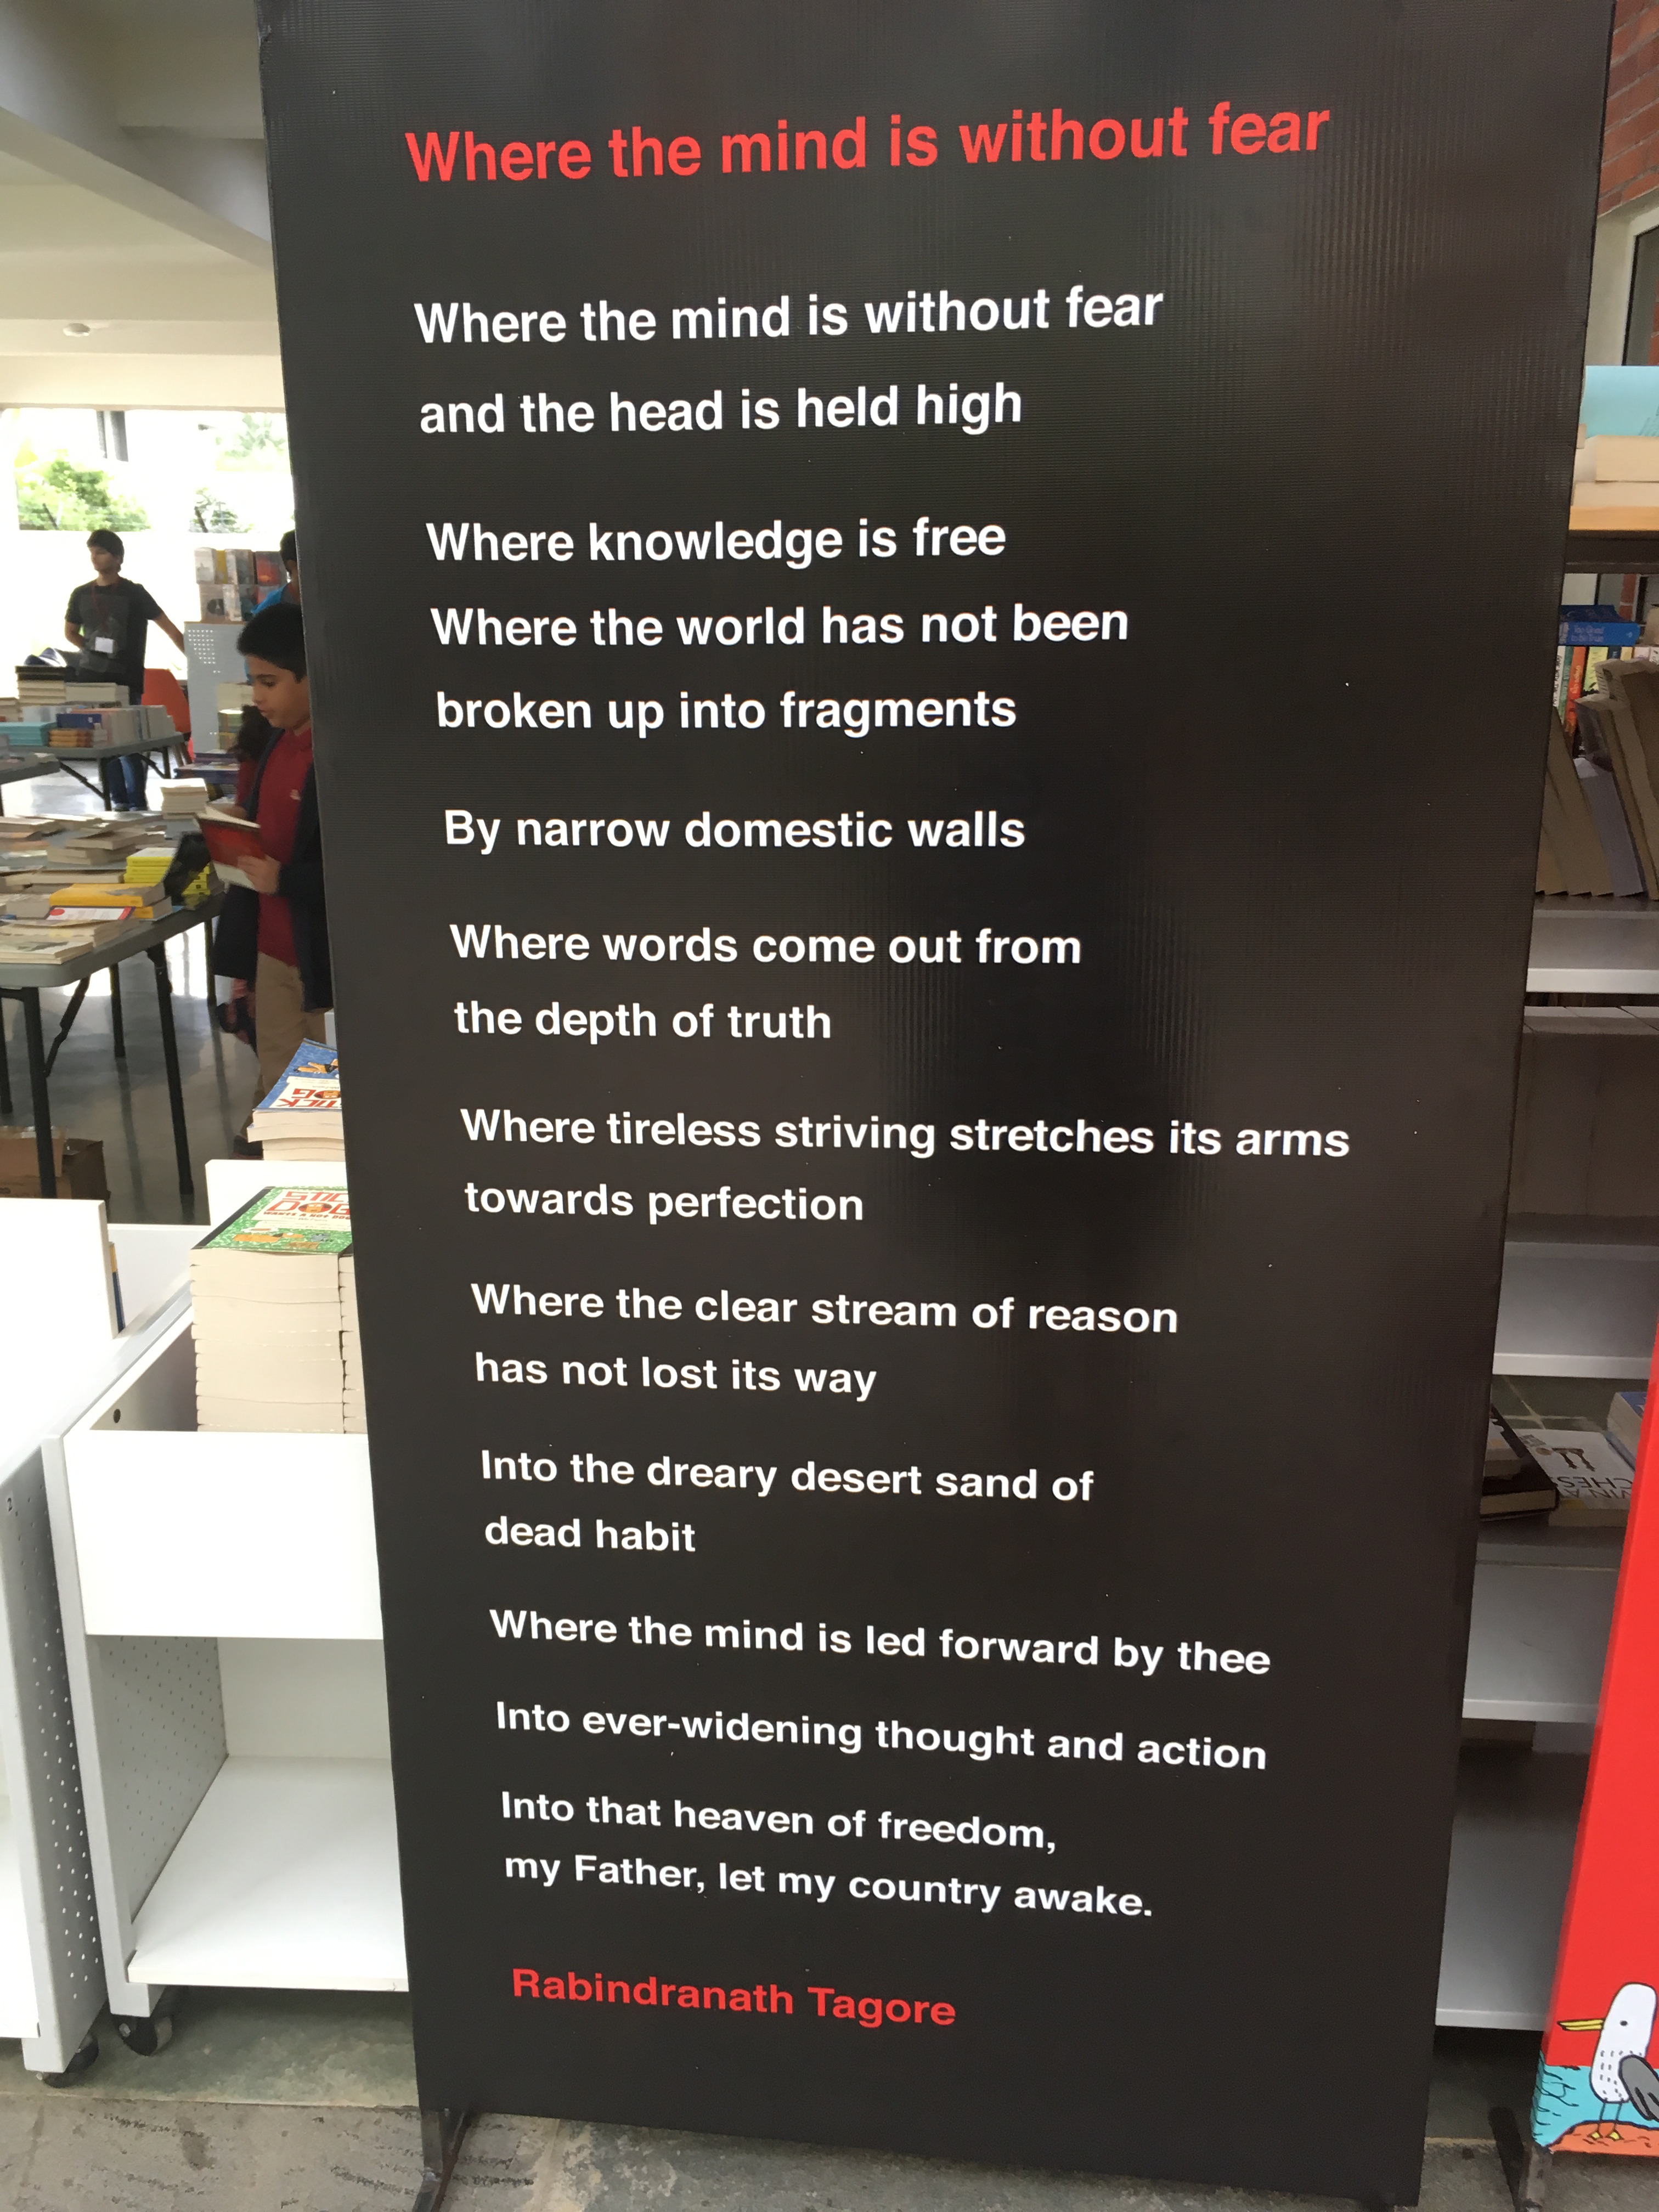 Where the mind is without fear
Where the mind is without fear
and the head is held high
Where knowledge is free
Where the world has not been
broken up into fragments
By narrow domestic walls
Where words come out from
the depth of truth
Where tireless striving stretches its arms
towards perfection
Where the clear stream of reason
has not lost its way
Into the dreary desert sand of
dead habit
Where the mind is led forward by thee
Into ever-widening thought and action
Into that heaven of freedom,
my Father, let my country awake.
Rabindranath Tagore
STICK
DOG